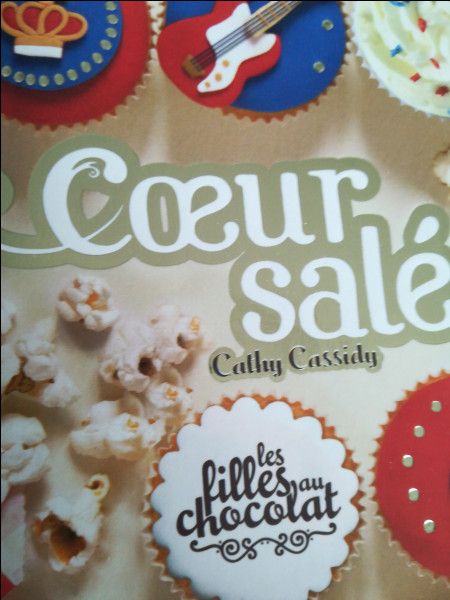 Cœur
salé
Cathy Cassidy
les
filles au
chocolat